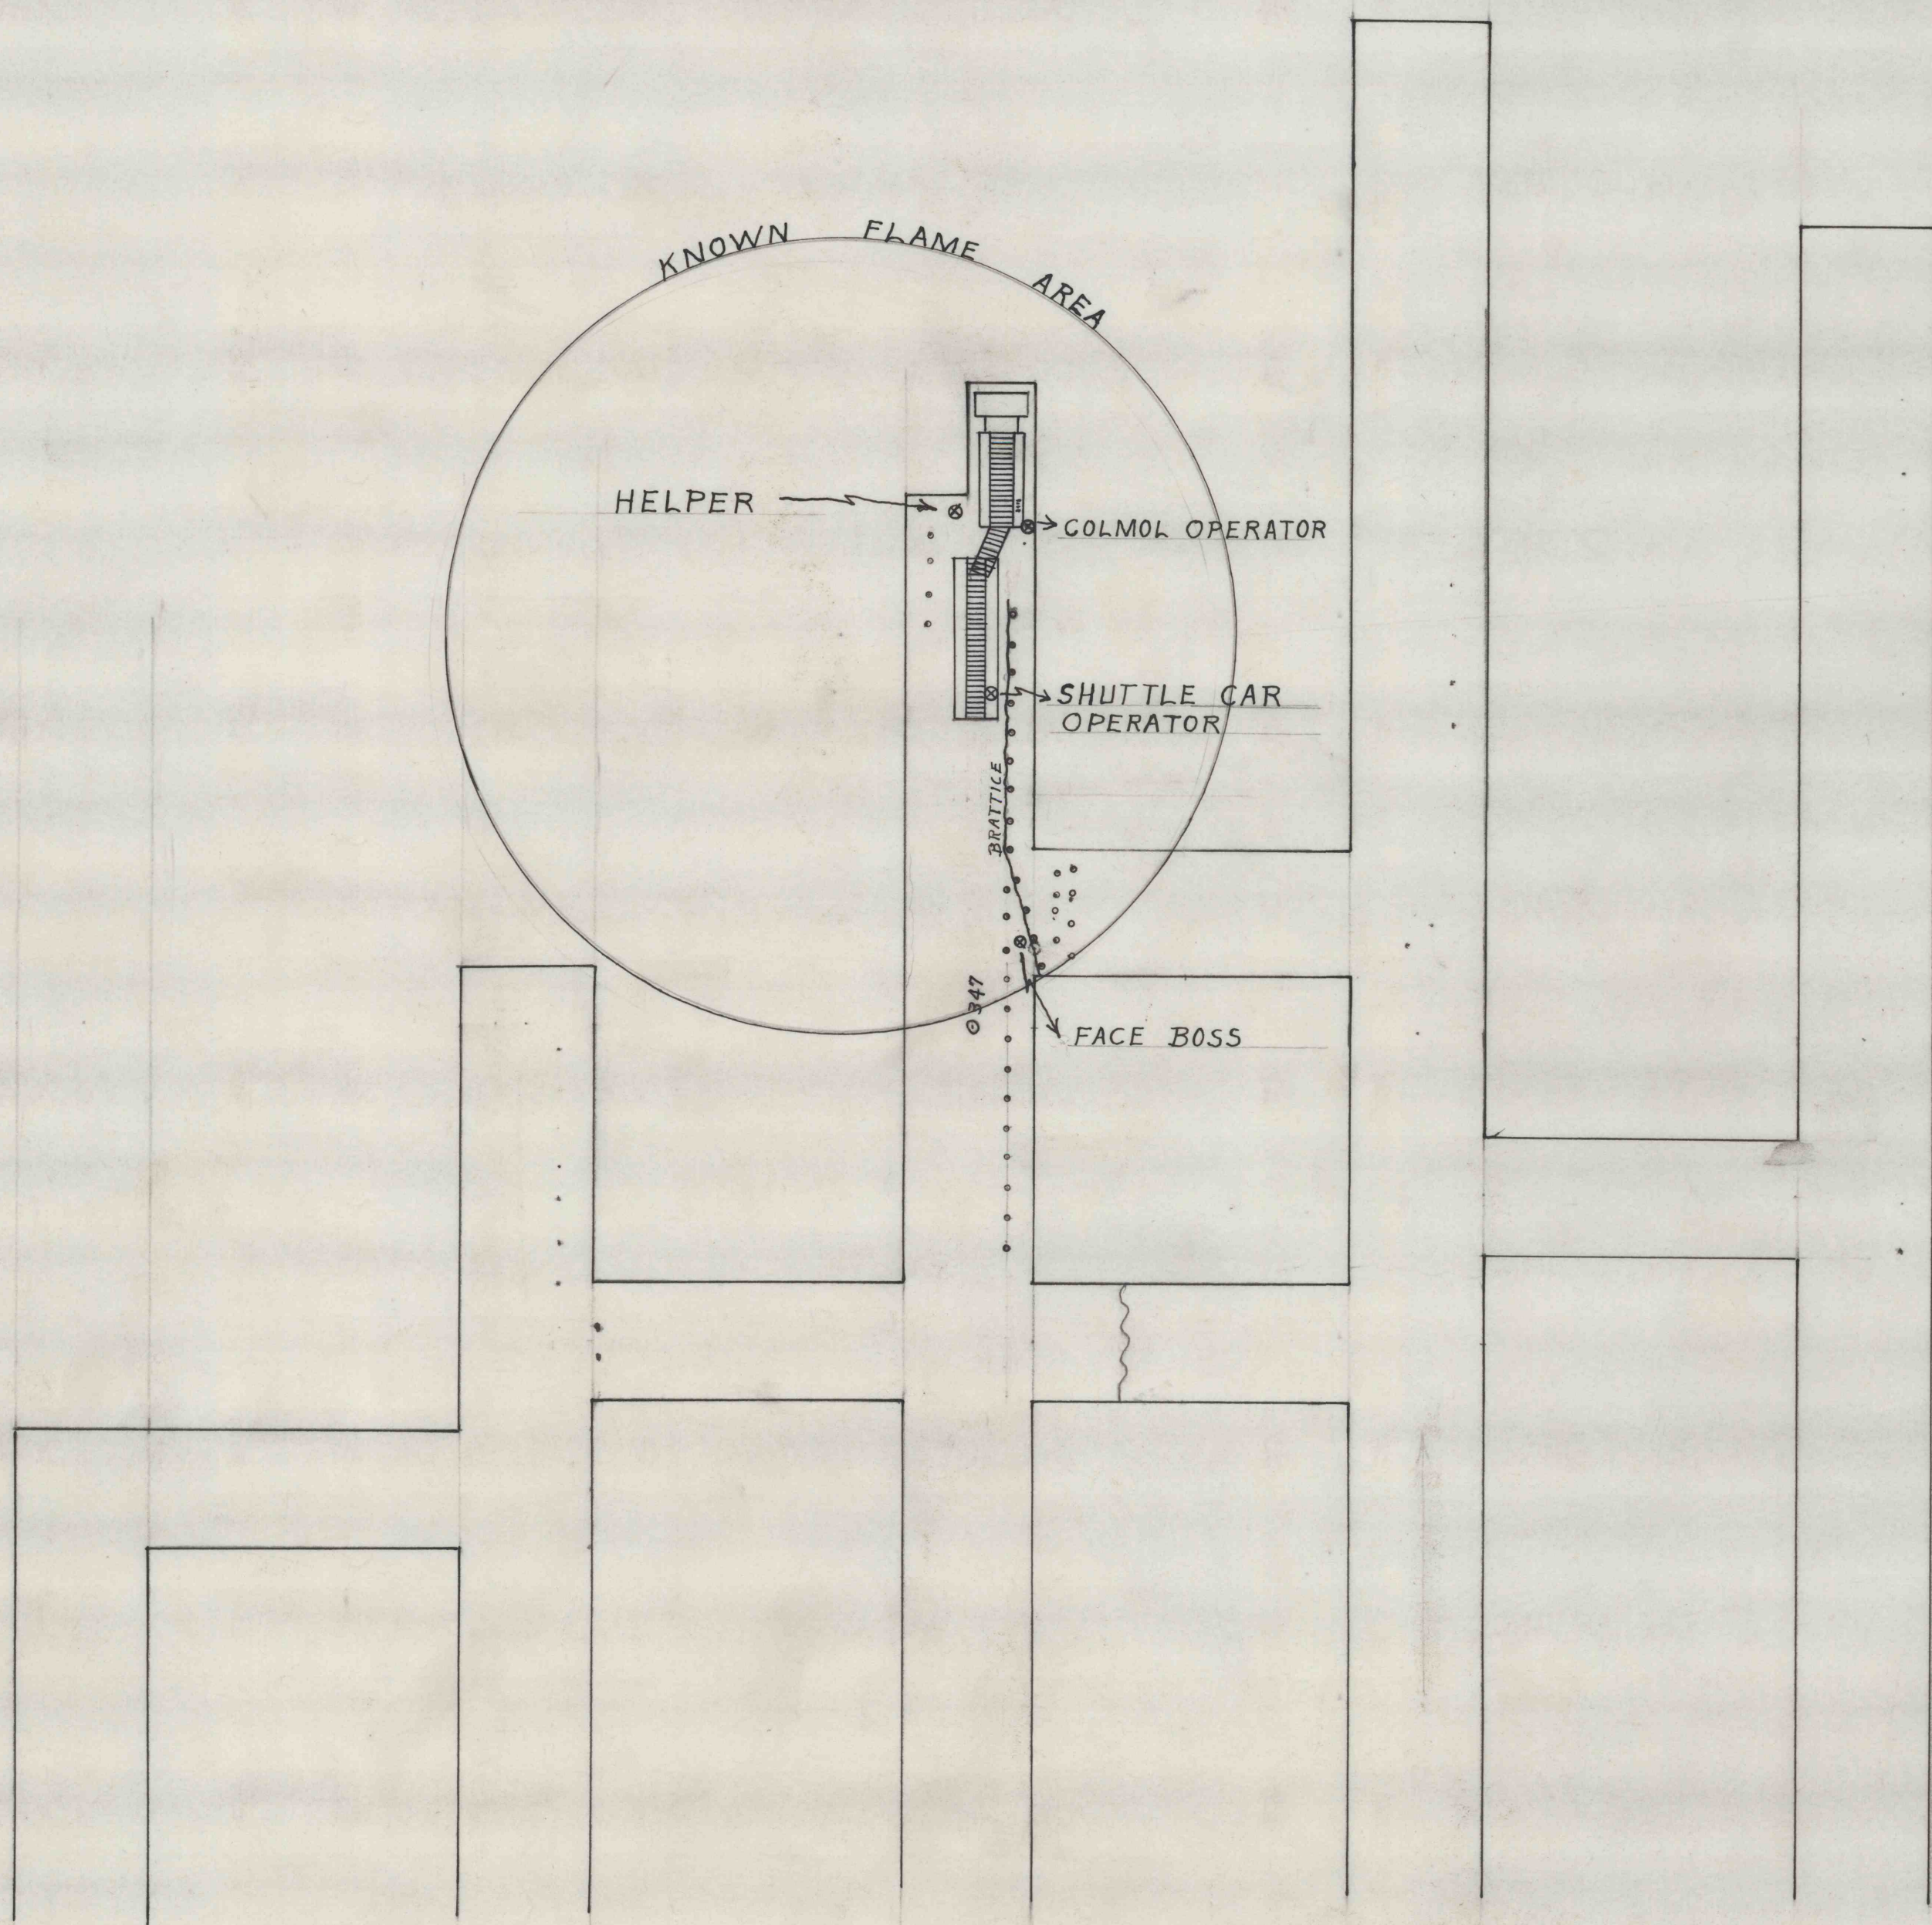 KNOWN FLAME AREA
HELPER
COLMOL OPERATOR
SHUTTLE CAR
OPERATOR
BRATTICE
347
FACE BOSS